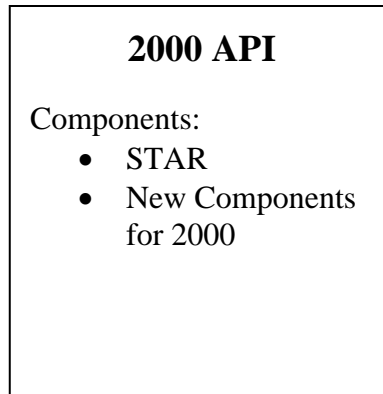 2000 API
Components:
• STAR
• New Components
for 2000